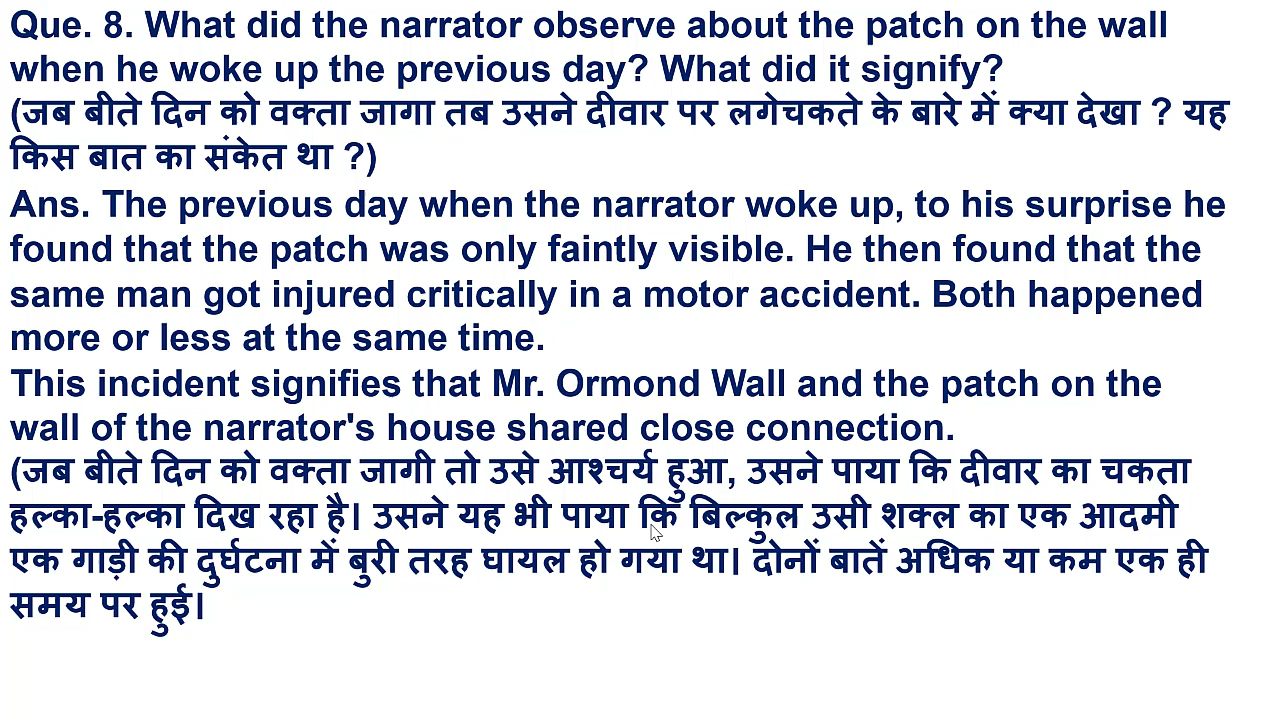 Que. 8. What did the narrator observe about the patch on the wall
when he woke up the previous day? What did it signify?
(जब बीते दिन को वक्ता जागा तब उसने दीवार पर लगेचकते के बारे में क्या देखा ? यह
किस बात का संकेत था ?)
Ans. The previous day when the narrator woke up, to his surprise he
found that the patch was only faintly visible. He then found that the
same man got injured critically in a motor accident. Both happened
more or less at the same time.
This incident signifies that Mr. Ormond Wall and the patch on the
wall of the narrator's house shared close connection.
(जब बीते दिन को वक्ता जागी तो उसे आश्चर्य हुआ, उसने पाया कि दीवार का चकता
हल्का-हल्का दिख रहा है। उसने यह भी पाया कि बिल्कुल उसी शक्ल का एक आदमी
एक गाड़ी की दुर्घटना में बुरी तरह घायल हो गया था। दोनों बातें अधिक या कम एक ही
समय पर हुई।